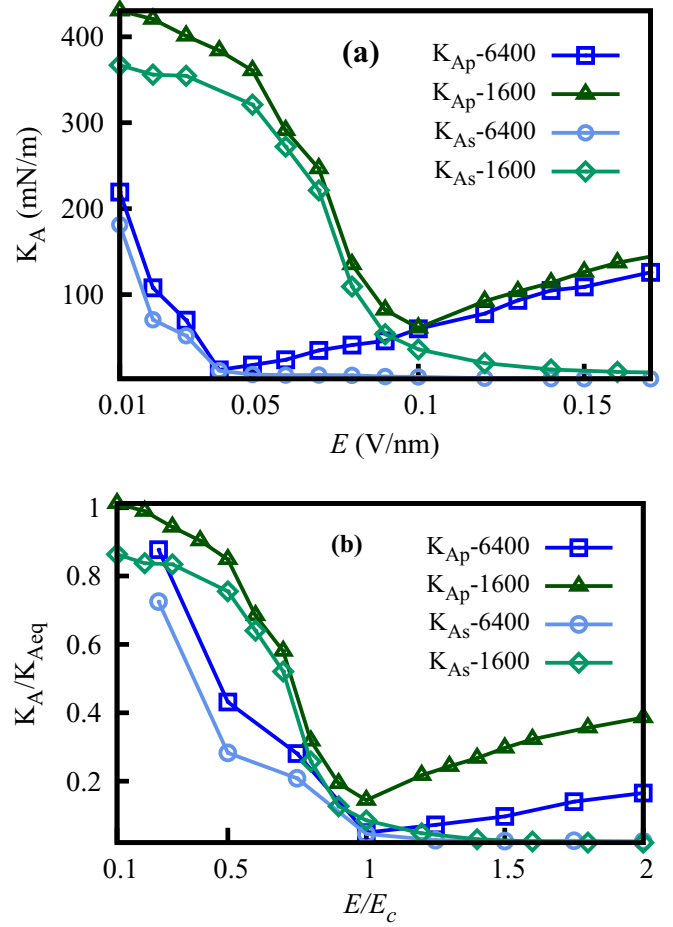 (a)
K_Ap-6400
K_Ap-1600
K_As-6400
K_As-1600
400
300
200
100
K_A (mN/m)
0.01 0.05 0.1 0.15
E (V/nm)
(b)
K_Ap-6400
K_Ap-1600
K_As-6400
K_As-1600
1
0.8
0.6
0.4
0.2
K_A/K_Aeq
0.1 0.5 1 1.5 2
E/E_c